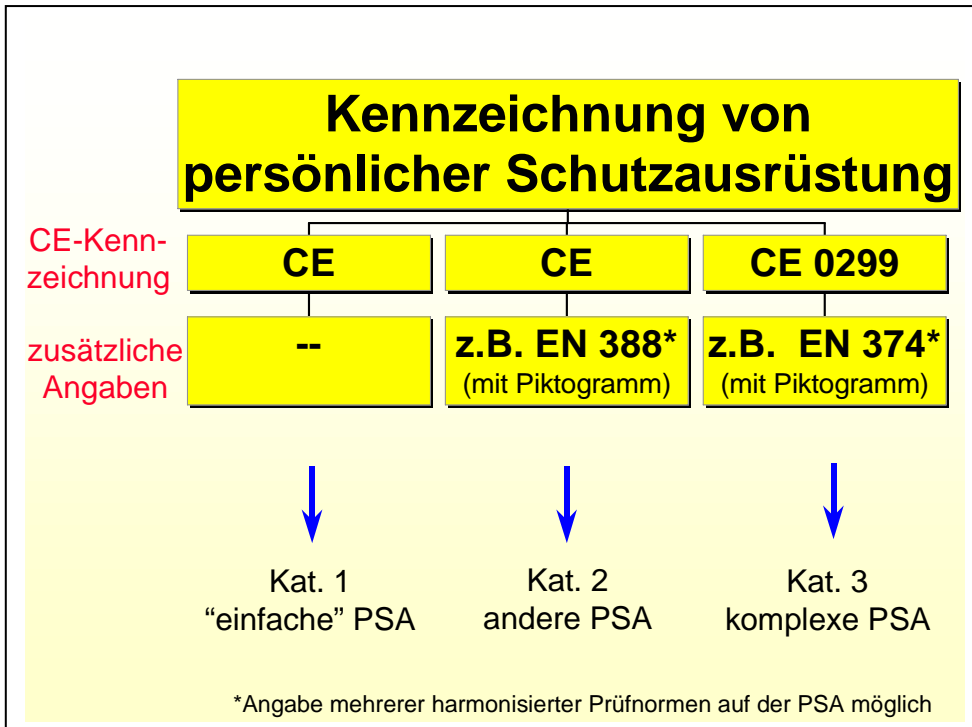 Kennzeichnung von
persönlicher Schutzausrüstung
CE-Kenn-
zeichnung
CE
CE
CE 0299
zusätzliche
Angaben
--
z.B. EN 388*
(mit Piktogramm)
z.B. EN 374*
(mit Piktogramm)
Kat. 1
“einfache” PSA
Kat. 2
andere PSA
Kat. 3
komplexe PSA
*Angabe mehrerer harmonisierter Prüfnormen auf der PSA möglich